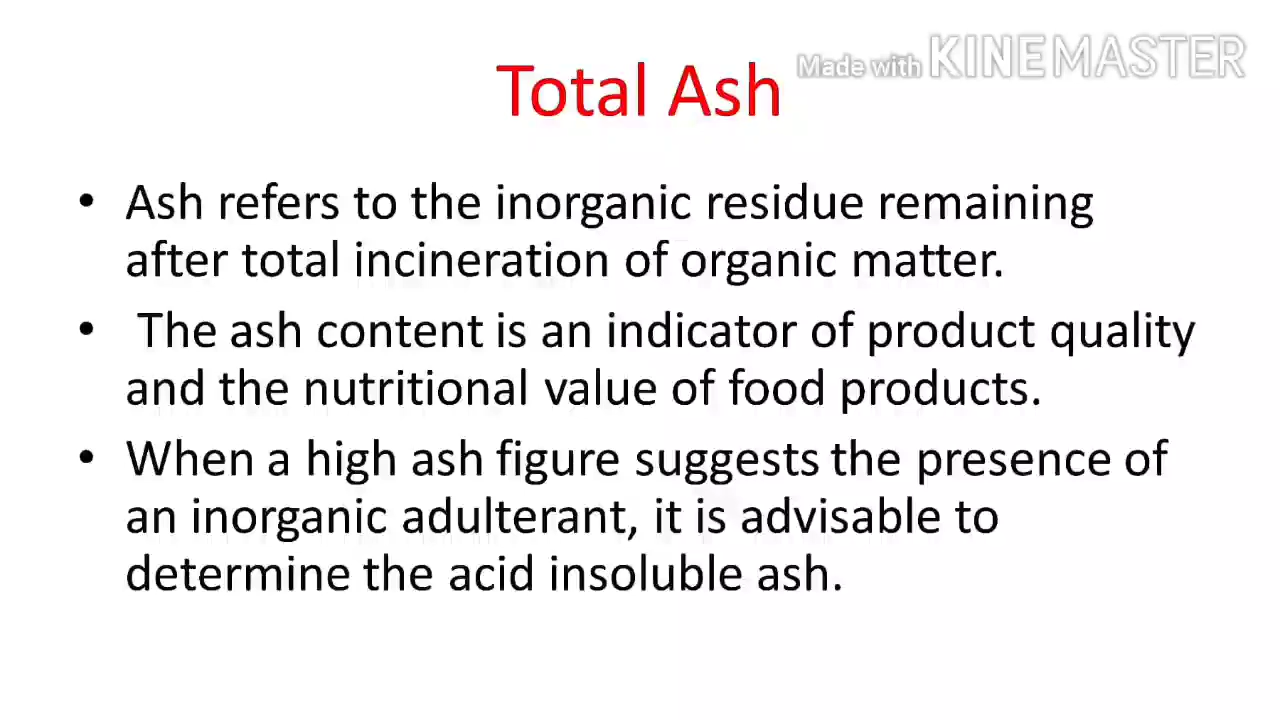 Made with KINEMASTER
Total Ash
• Ash refers to the inorganic residue remaining
after total incineration of organic matter.
• The ash content is an indicator of product quality
and the nutritional value of food products.
• When a high ash figure suggests the presence of
an inorganic adulterant, it is advisable to
determine the acid insoluble ash.